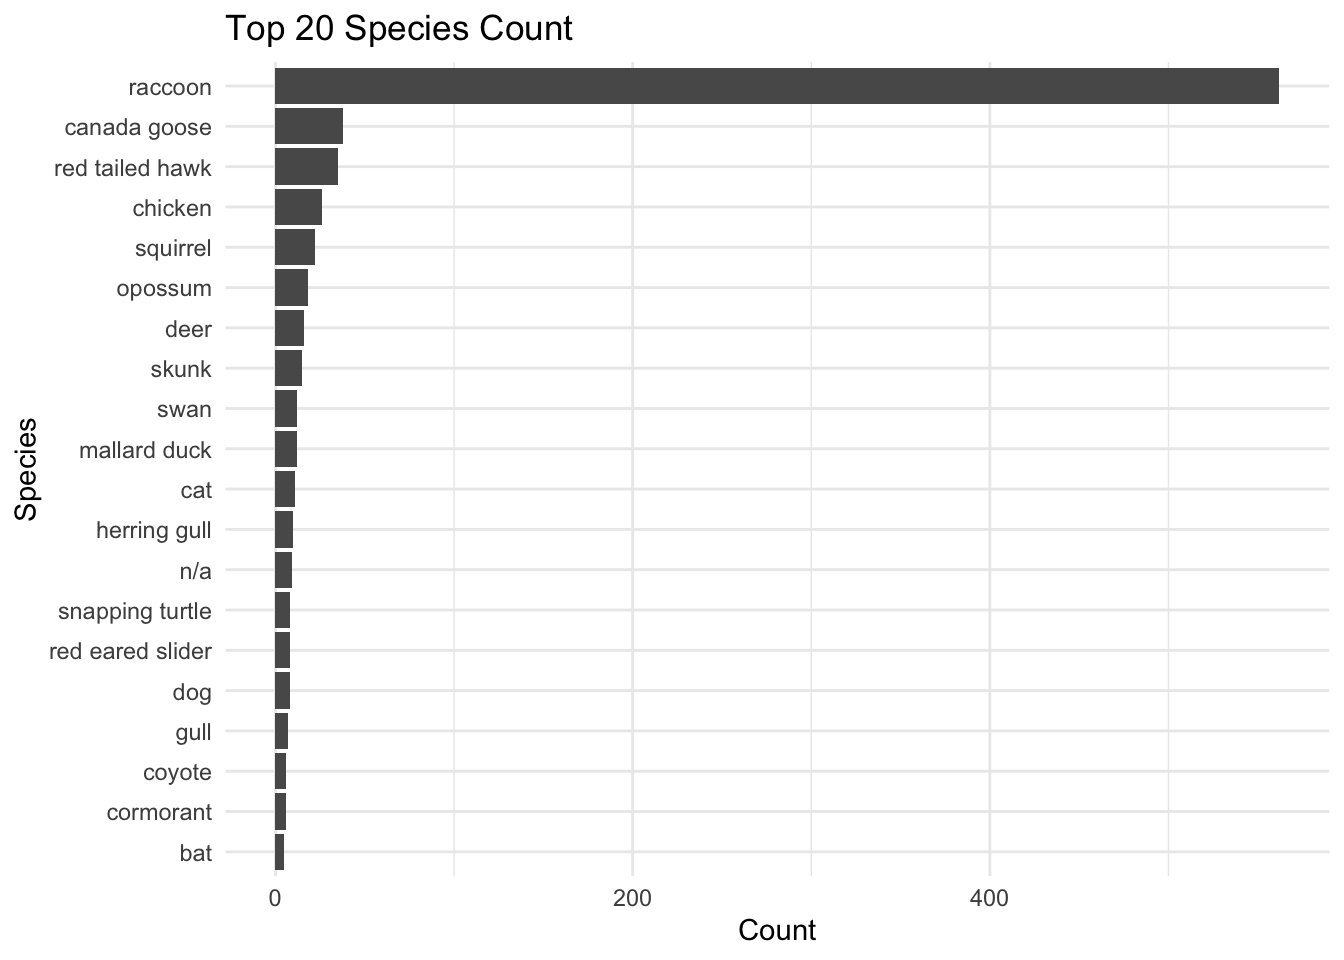 Top 20 Species Count
raccoon
canada goose
red tailed hawk
chicken
squirrel
opossum
deer
skunk
swan
mallard duck
cat
herring gull
n/a
snapping turtle
red eared slider
dog
gull
coyote
cormorant
bat
Species
0 200 400
Count